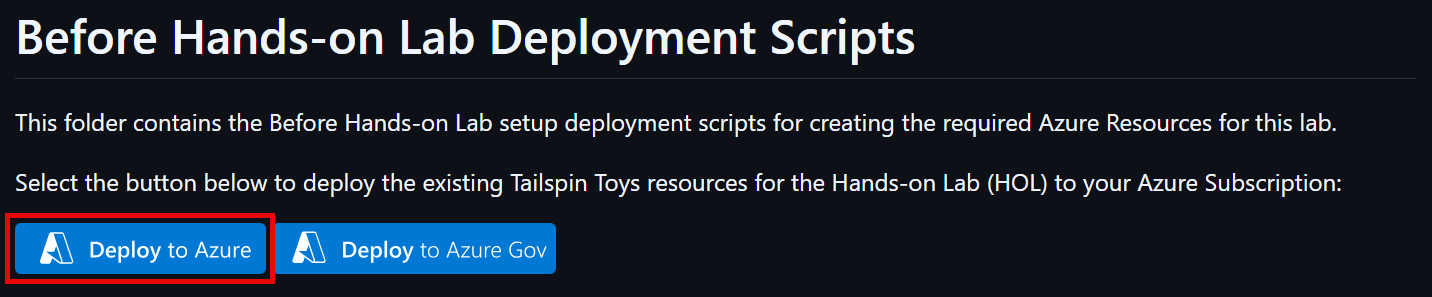 Before Hands-on Lab Deployment Scripts
This folder contains the Before Hands-on Lab setup deployment scripts for creating the required Azure Resources for this lab.
Select the button below to deploy the existing Tailspin Toys resources for the Hands-on Lab (HOL) to your Azure Subscription:
Deploy to Azure Deploy to Azure Gov